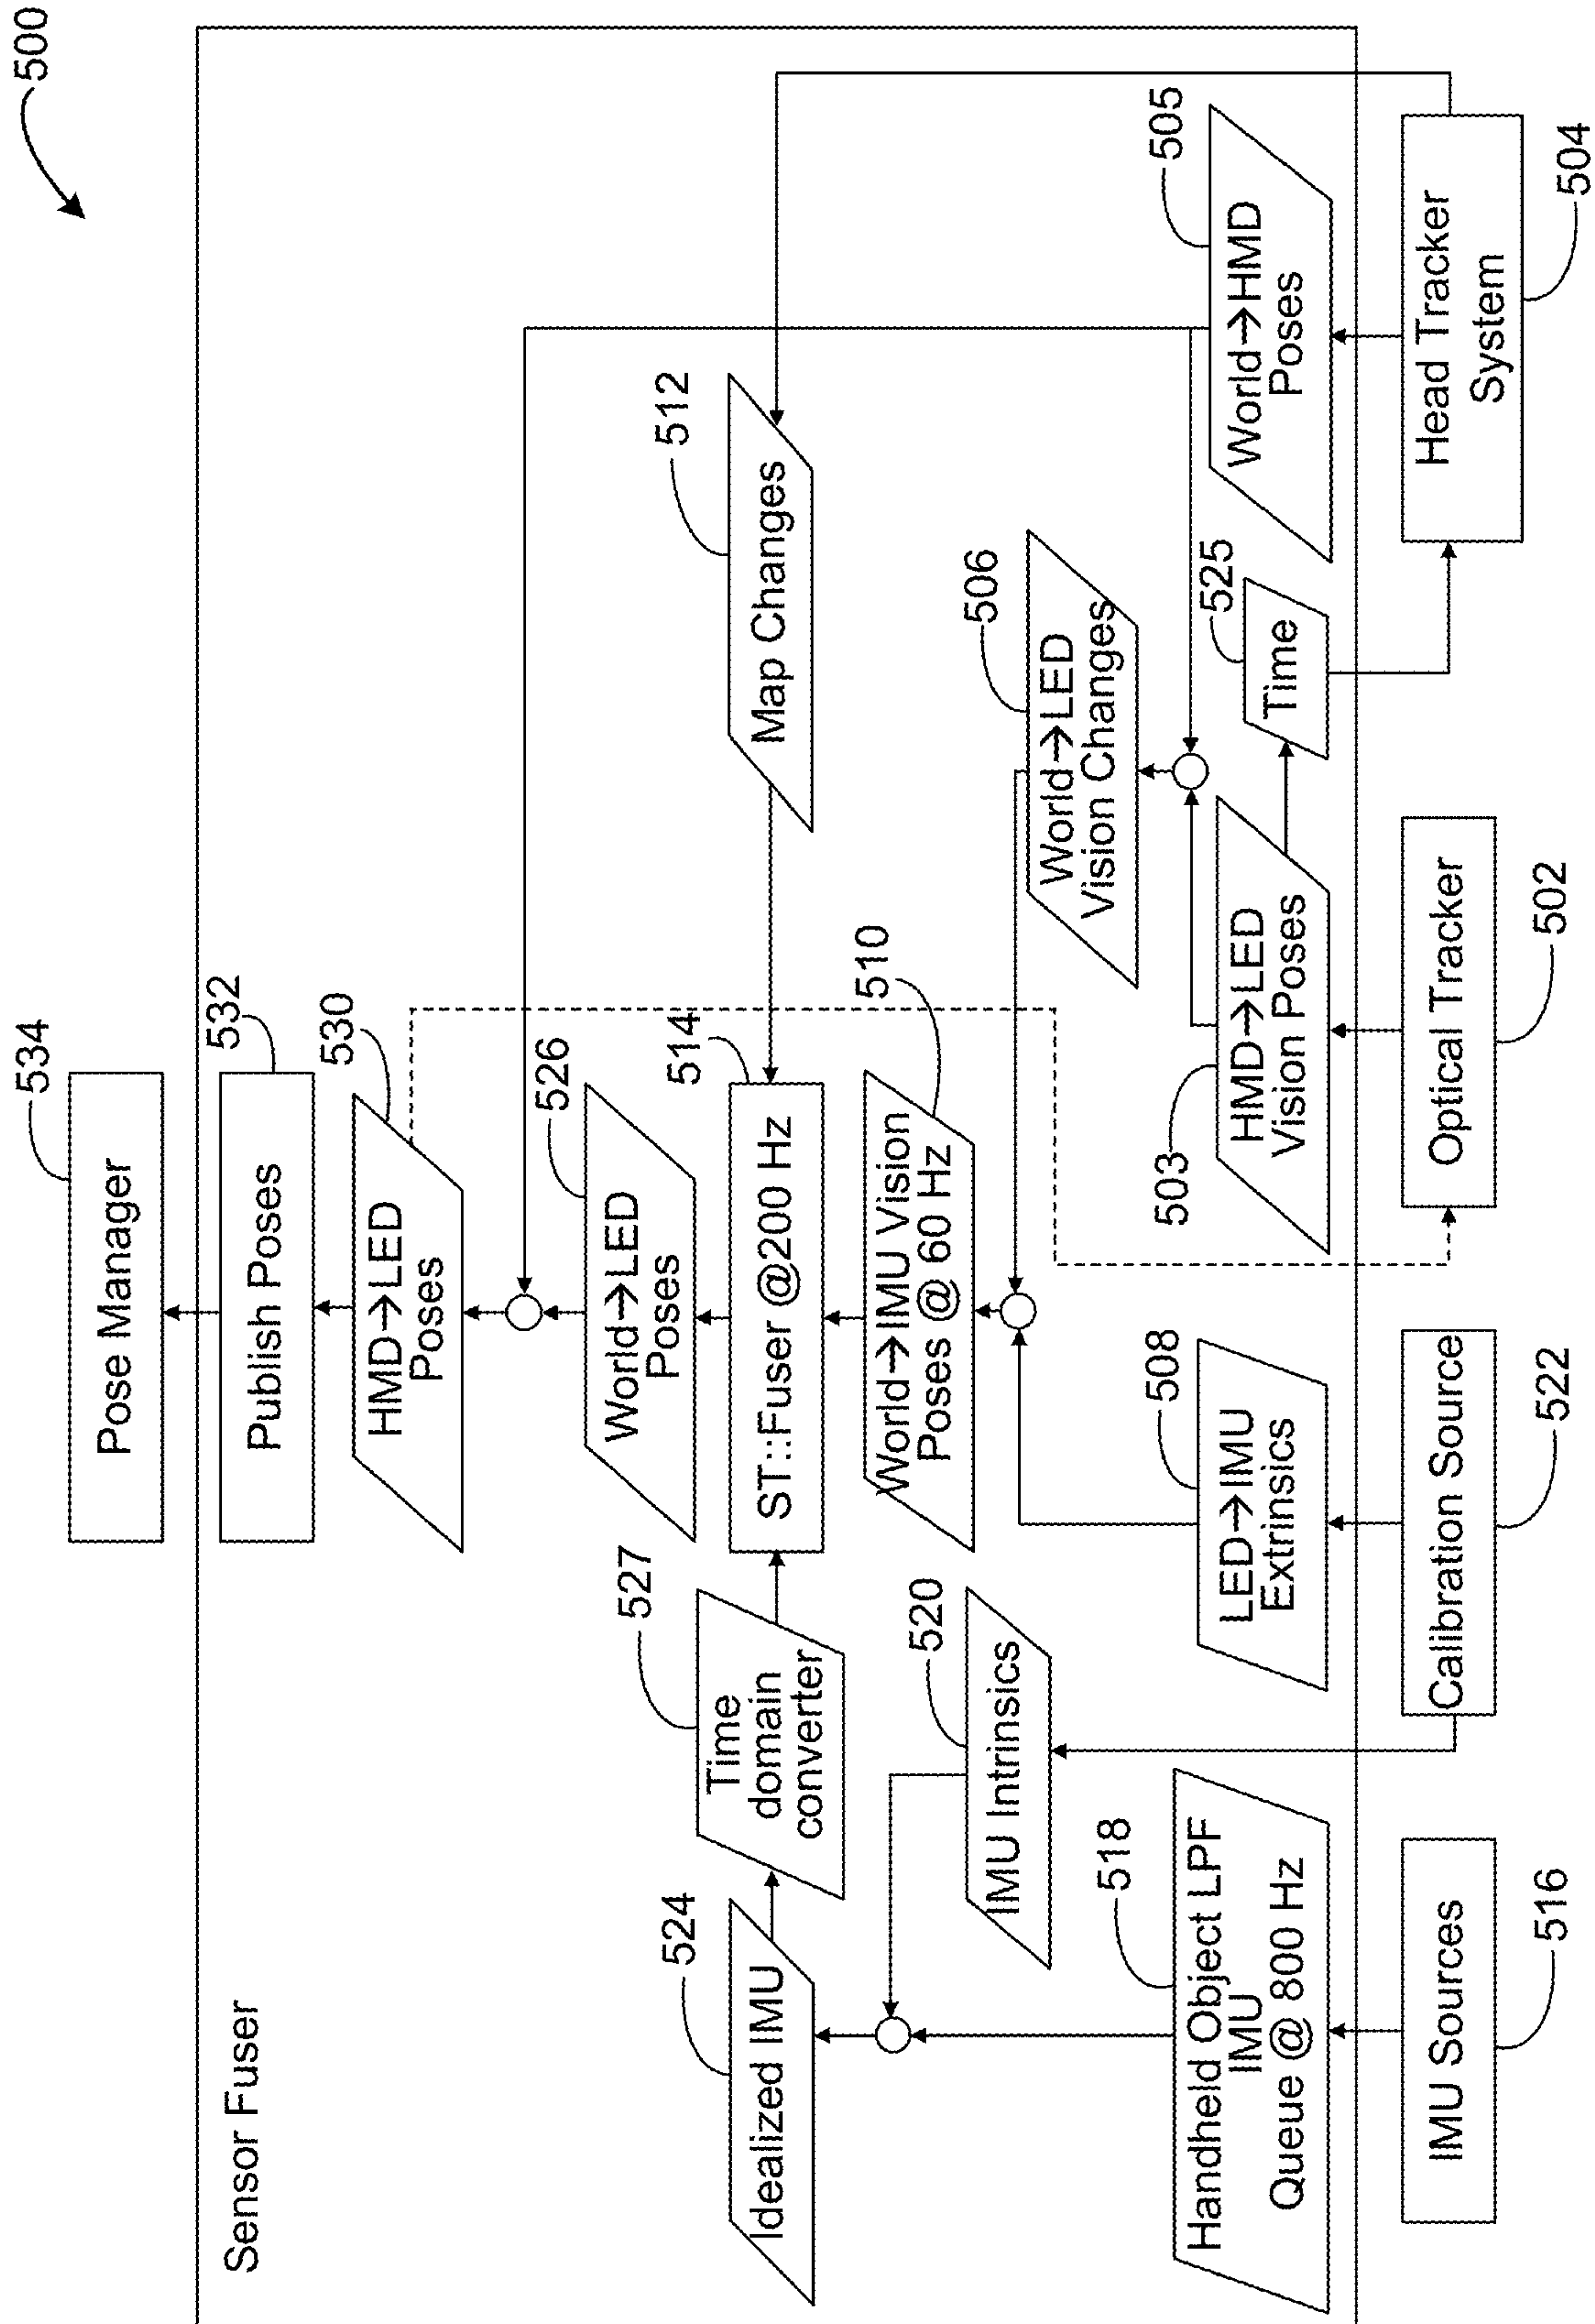 500
534
Pose Manager
Sensor Fuser
532
Publish Poses
530
HMD→LED
Poses
526
World→LED
Poses
524
Idealized IMU
527
Time
domain
converter
514
ST::Fuser @200 Hz
512
Map Changes
520
IMU Intrinsics
510
World→IMU Vision
Poses @ 60 Hz
506
World→LED
Vision Changes
518
Handheld Object LPF
IMU
Queue @ 800 Hz
508
LED→IMU
Extrinsics
503
HMD→LED
Vision Poses
525
Time
505
World→HMD
Poses
IMU Sources
516
Calibration Source
522
Optical Tracker
502
Head Tracker
System
504